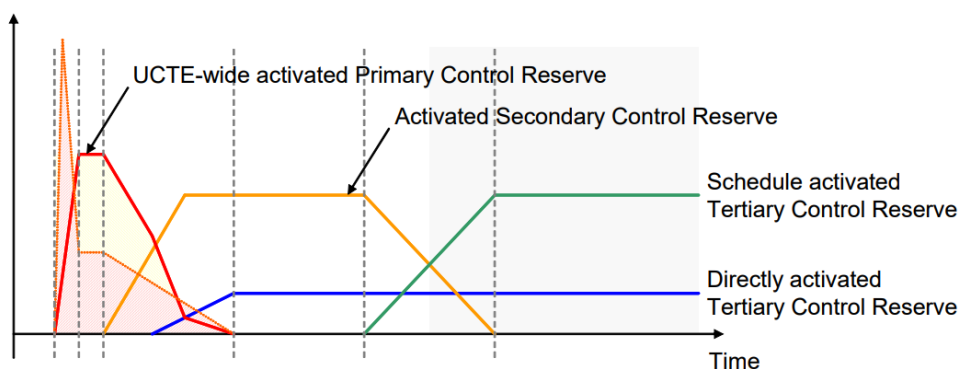 UCTE-wide activated Primary Control Reserve
Activated Secondary Control Reserve
Schedule activated
Tertiary Control Reserve
Directly activated
Tertiary Control Reserve
Time